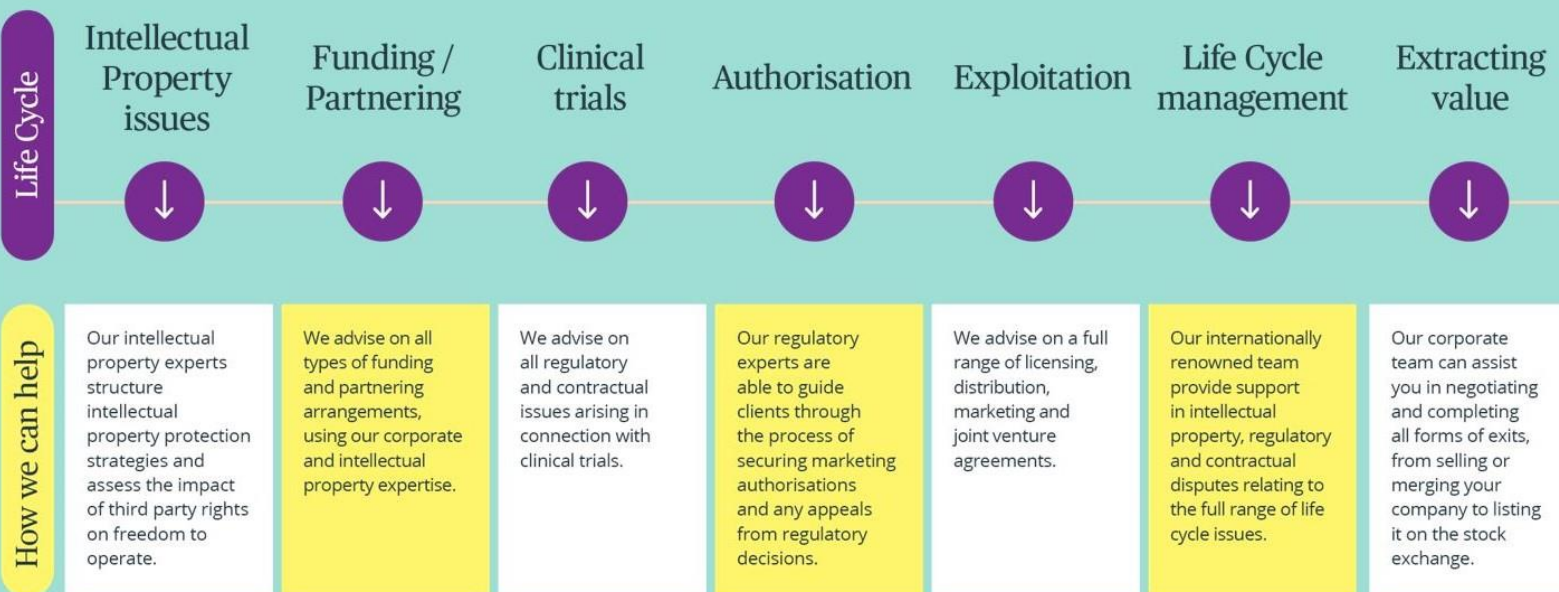 Life Cycle
Intellectual
Property
issues
Funding /
Partnering
Clinical
trials
Authorisation
Exploitation
Life Cycle
management
Extracting
value
How we can help
Our intellectual
property experts
structure
intellectual
property protection
strategies and
assess the impact
of third party rights
on freedom to
operate.
We advise on all
types of funding
and partnering
arrangements,
using our corporate
and intellectual
property expertise.
We advise on
all regulatory
and contractual
issues arising in
connection with
clinical trials.
Our regulatory
experts are
able to guide
clients through
the process of
securing marketing
authorisations
and any appeals
from regulatory
decisions.
We advise on a full
range of licensing,
distribution,
marketing and
joint venture
agreements.
Our internationally
renowned team
provide support
in intellectual
property, regulatory
and contractual
disputes relating to
the full range of life
cycle issues.
Our corporate
team can assist
you in negotiating
and completing
all forms of exits,
from selling or
merging your
company to listing
it on the stock
exchange.